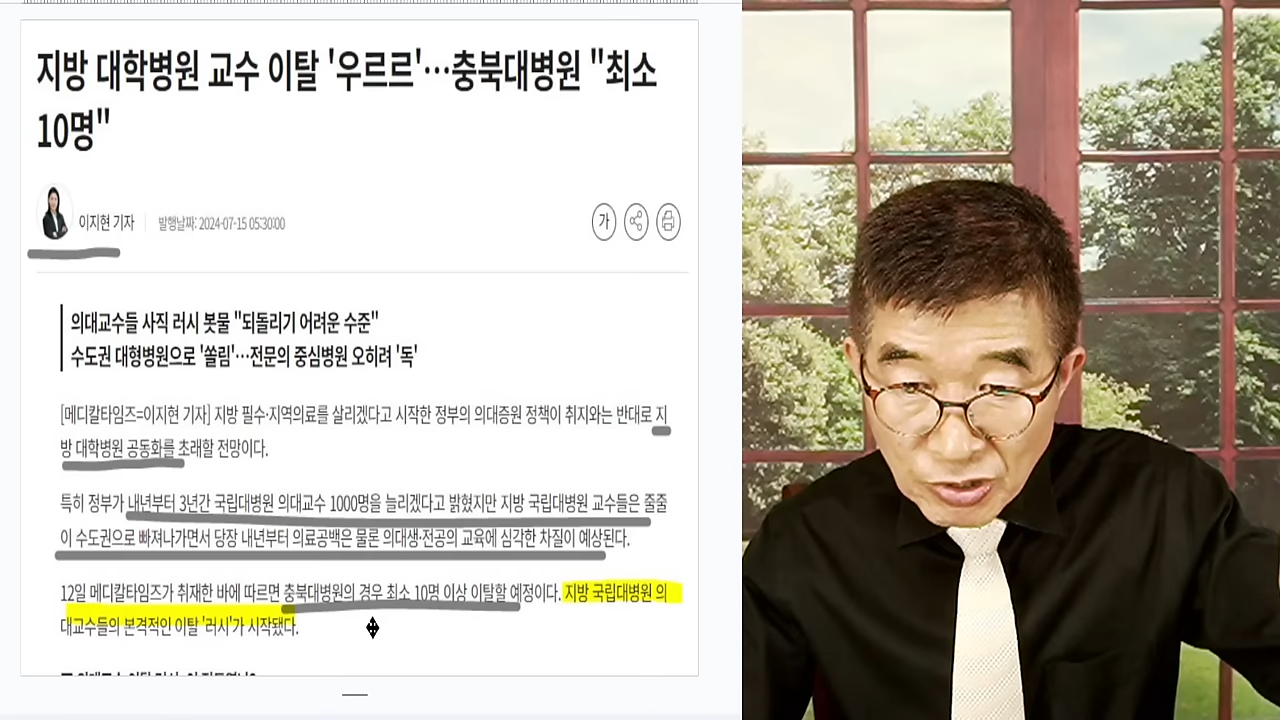 지방 대학병원 교수 이탈 '우르르'…충북대병원 "최소
10명"
이지현 기자
발행날짜: 2024-07-15 05:30:00
가
의대교수들 사직 러시 봇물 "되돌리기 어려운 수준"
수도권 대형병원으로 '쏠림'…전문의 중심병원 오히려 '독'
[메디칼타임즈=이지현 기자] 지방 필수·지역의료를 살리겠다고 시작한 정부의 의대증원 정책이 취지와는 반대로 지
방 대학병원 공동화를 초래할 전망이다.
특히 정부가 내년부터 3년간 국립대병원 의대교수 1000명을 늘리겠다고 밝혔지만 지방 국립대병원 교수들은 줄줄
이 수도권으로 빠져나가면서 당장 내년부터 의료공백은 물론 의대생·전공의 교육에 심각한 차질이 예상된다.
12일 메디칼타임즈가 취재한 바에 따르면 충북대병원의 경우 최소 10명 이상 이탈할 예정이다. 지방 국립대병원 의
대교수들의 본격적인 이탈 '러시'가 시작됐다.